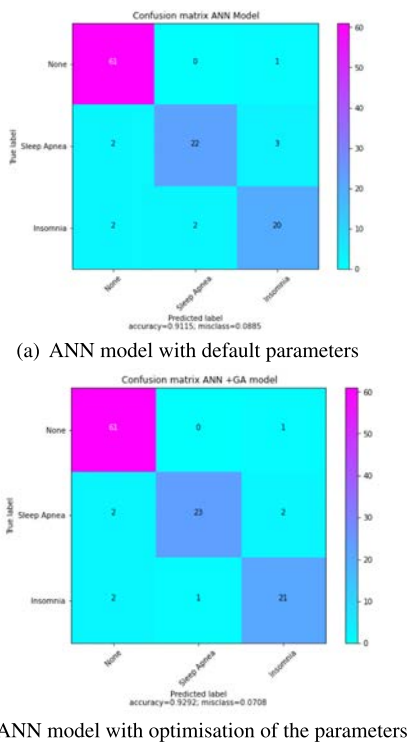 Confusion matrix ANN Model
None
61
0
1
60
50
40
30
20
10
0
True label
Sleep Apnea
2
22
3
Insomnia
2
2
20
None
Sleep Apnea
Insomnia
Predicted label
accuracy=0.9115; misclass=0.0885
(a) ANN model with default parameters
Confusion matrix ANN +GA model
None
61
0
1
60
50
40
30
20
10
0
True label
Sleep Apnea
2
23
2
Insomnia
2
1
21
None
Sleep Apnea
Insomnia
Predicted label
accuracy=0.9292; misclass=0.0708
ANN model with optimisation of the parameters